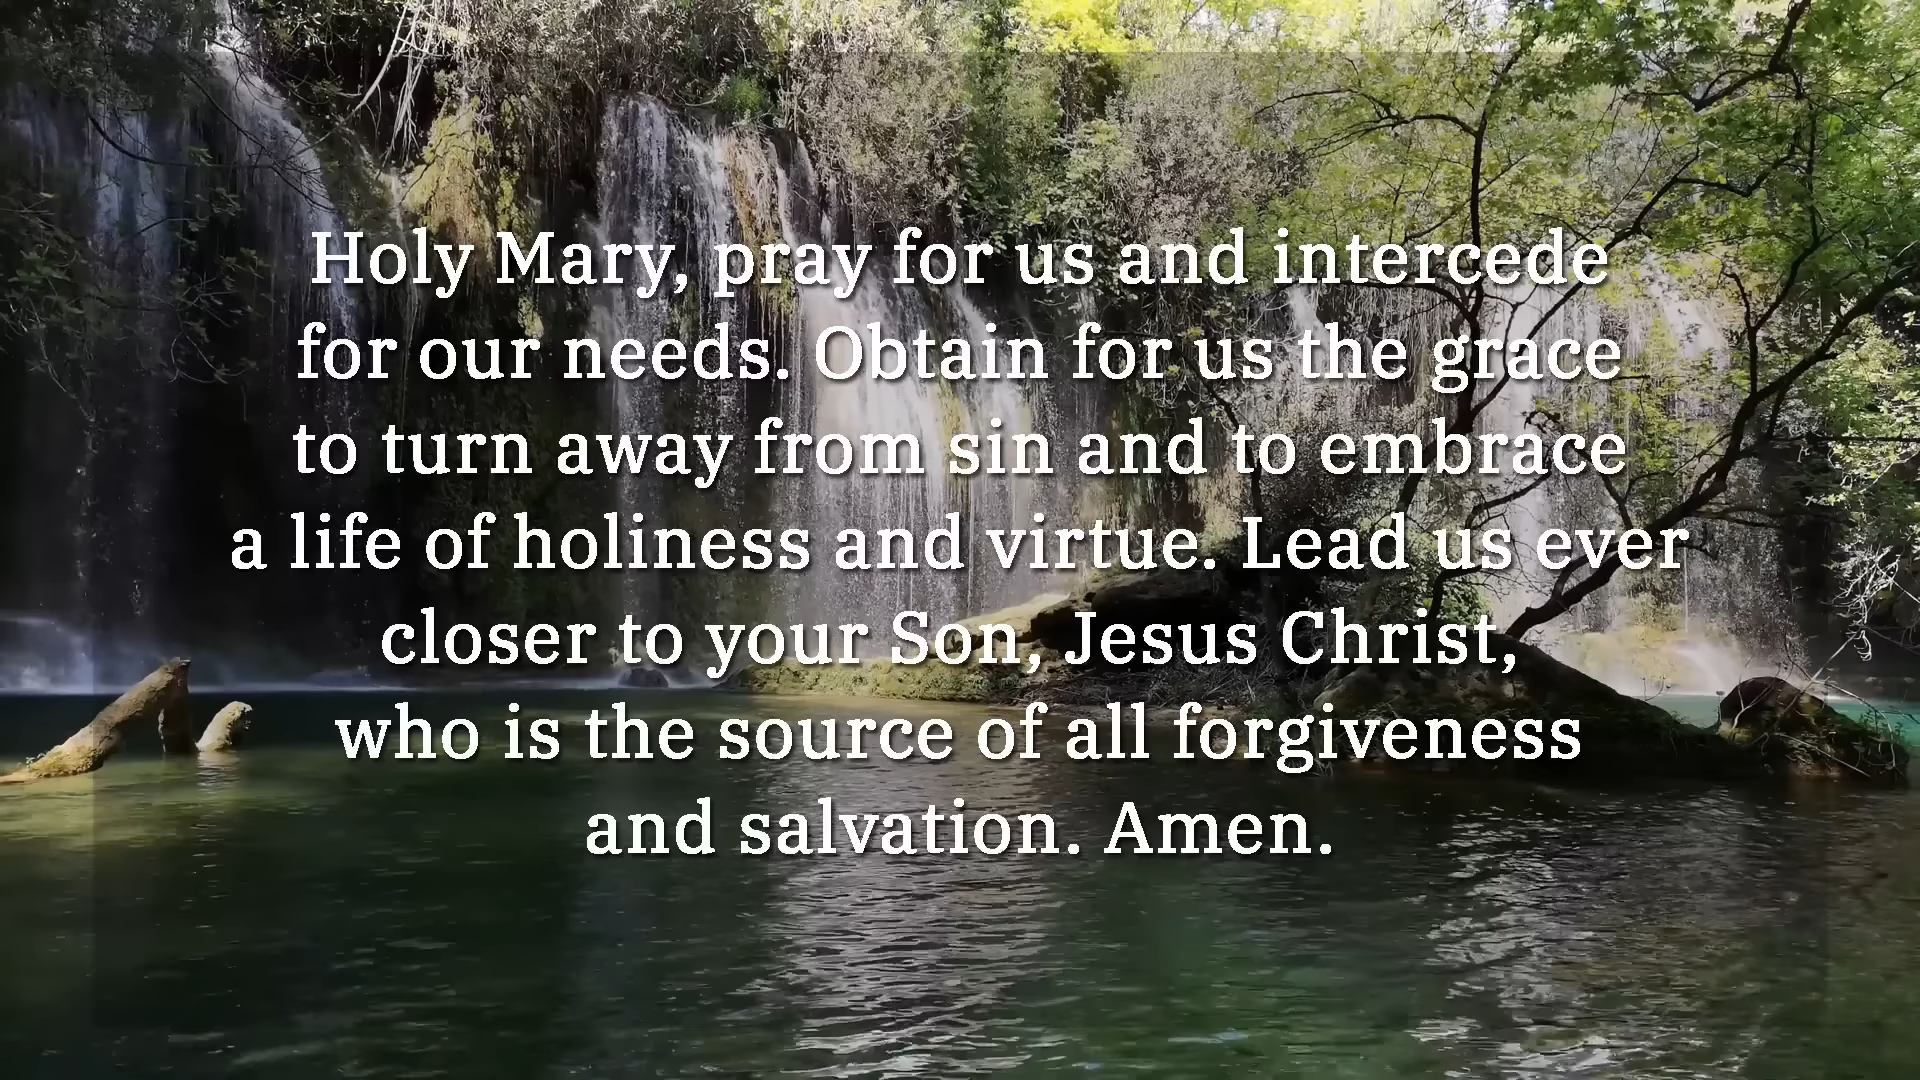 Holy Mary, pray for us and intercede
for our needs. Obtain for us the grace
to turn away from sin and to embrace
a life of holiness and virtue. Lead us ever
closer to your Son, Jesus Christ,
who is the source of all forgiveness
and salvation. Amen.